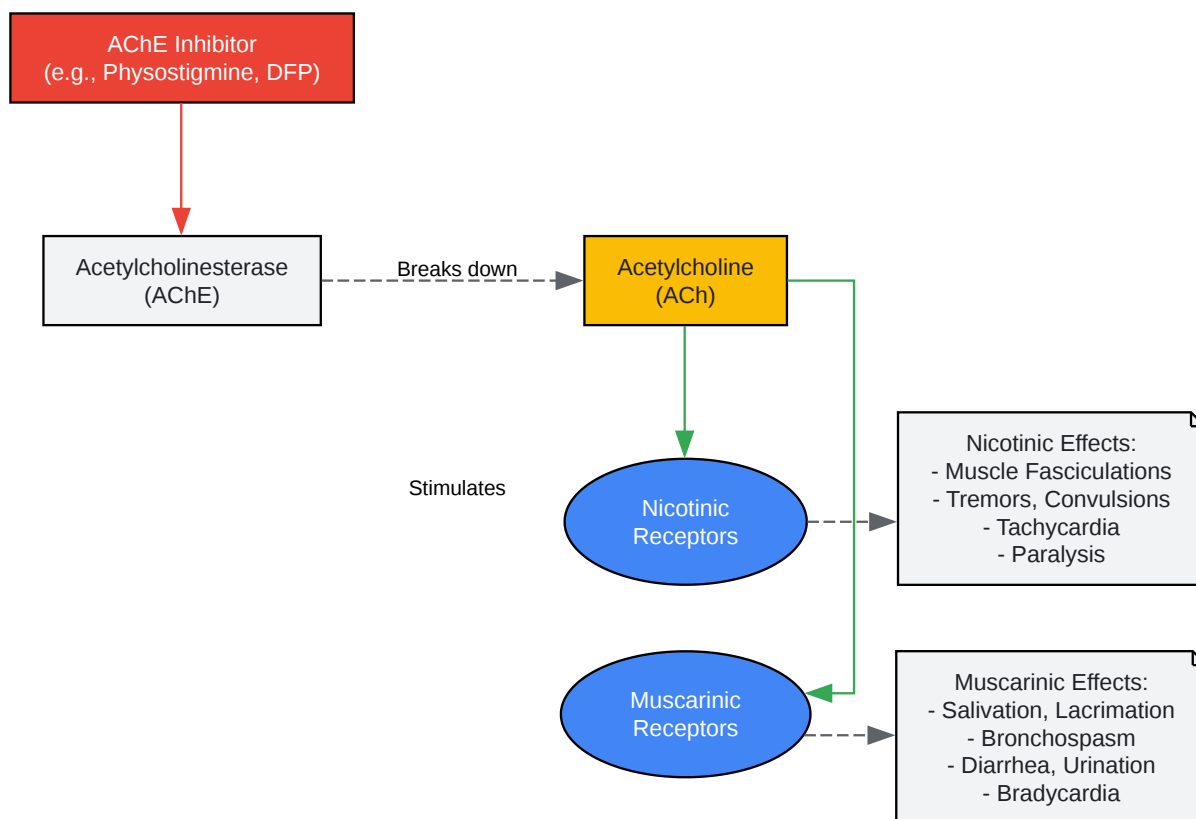 AChE Inhibitor
(e.g., Physostigmine, DFP)
Acetylcholinesterase
(AChE)
Breaks down
Acetylcholine
(ACh)
Stimulates
Nicotinic
Receptors
Nicotinic Effects:
- Muscle Fasciculations
- Tremors, Convulsions
- Tachycardia
- Paralysis
Muscarinic
Receptors
Muscarinic Effects:
- Salivation, Lacrimation
- Bronchospasm
- Diarrhea, Urination
- Bradycardia